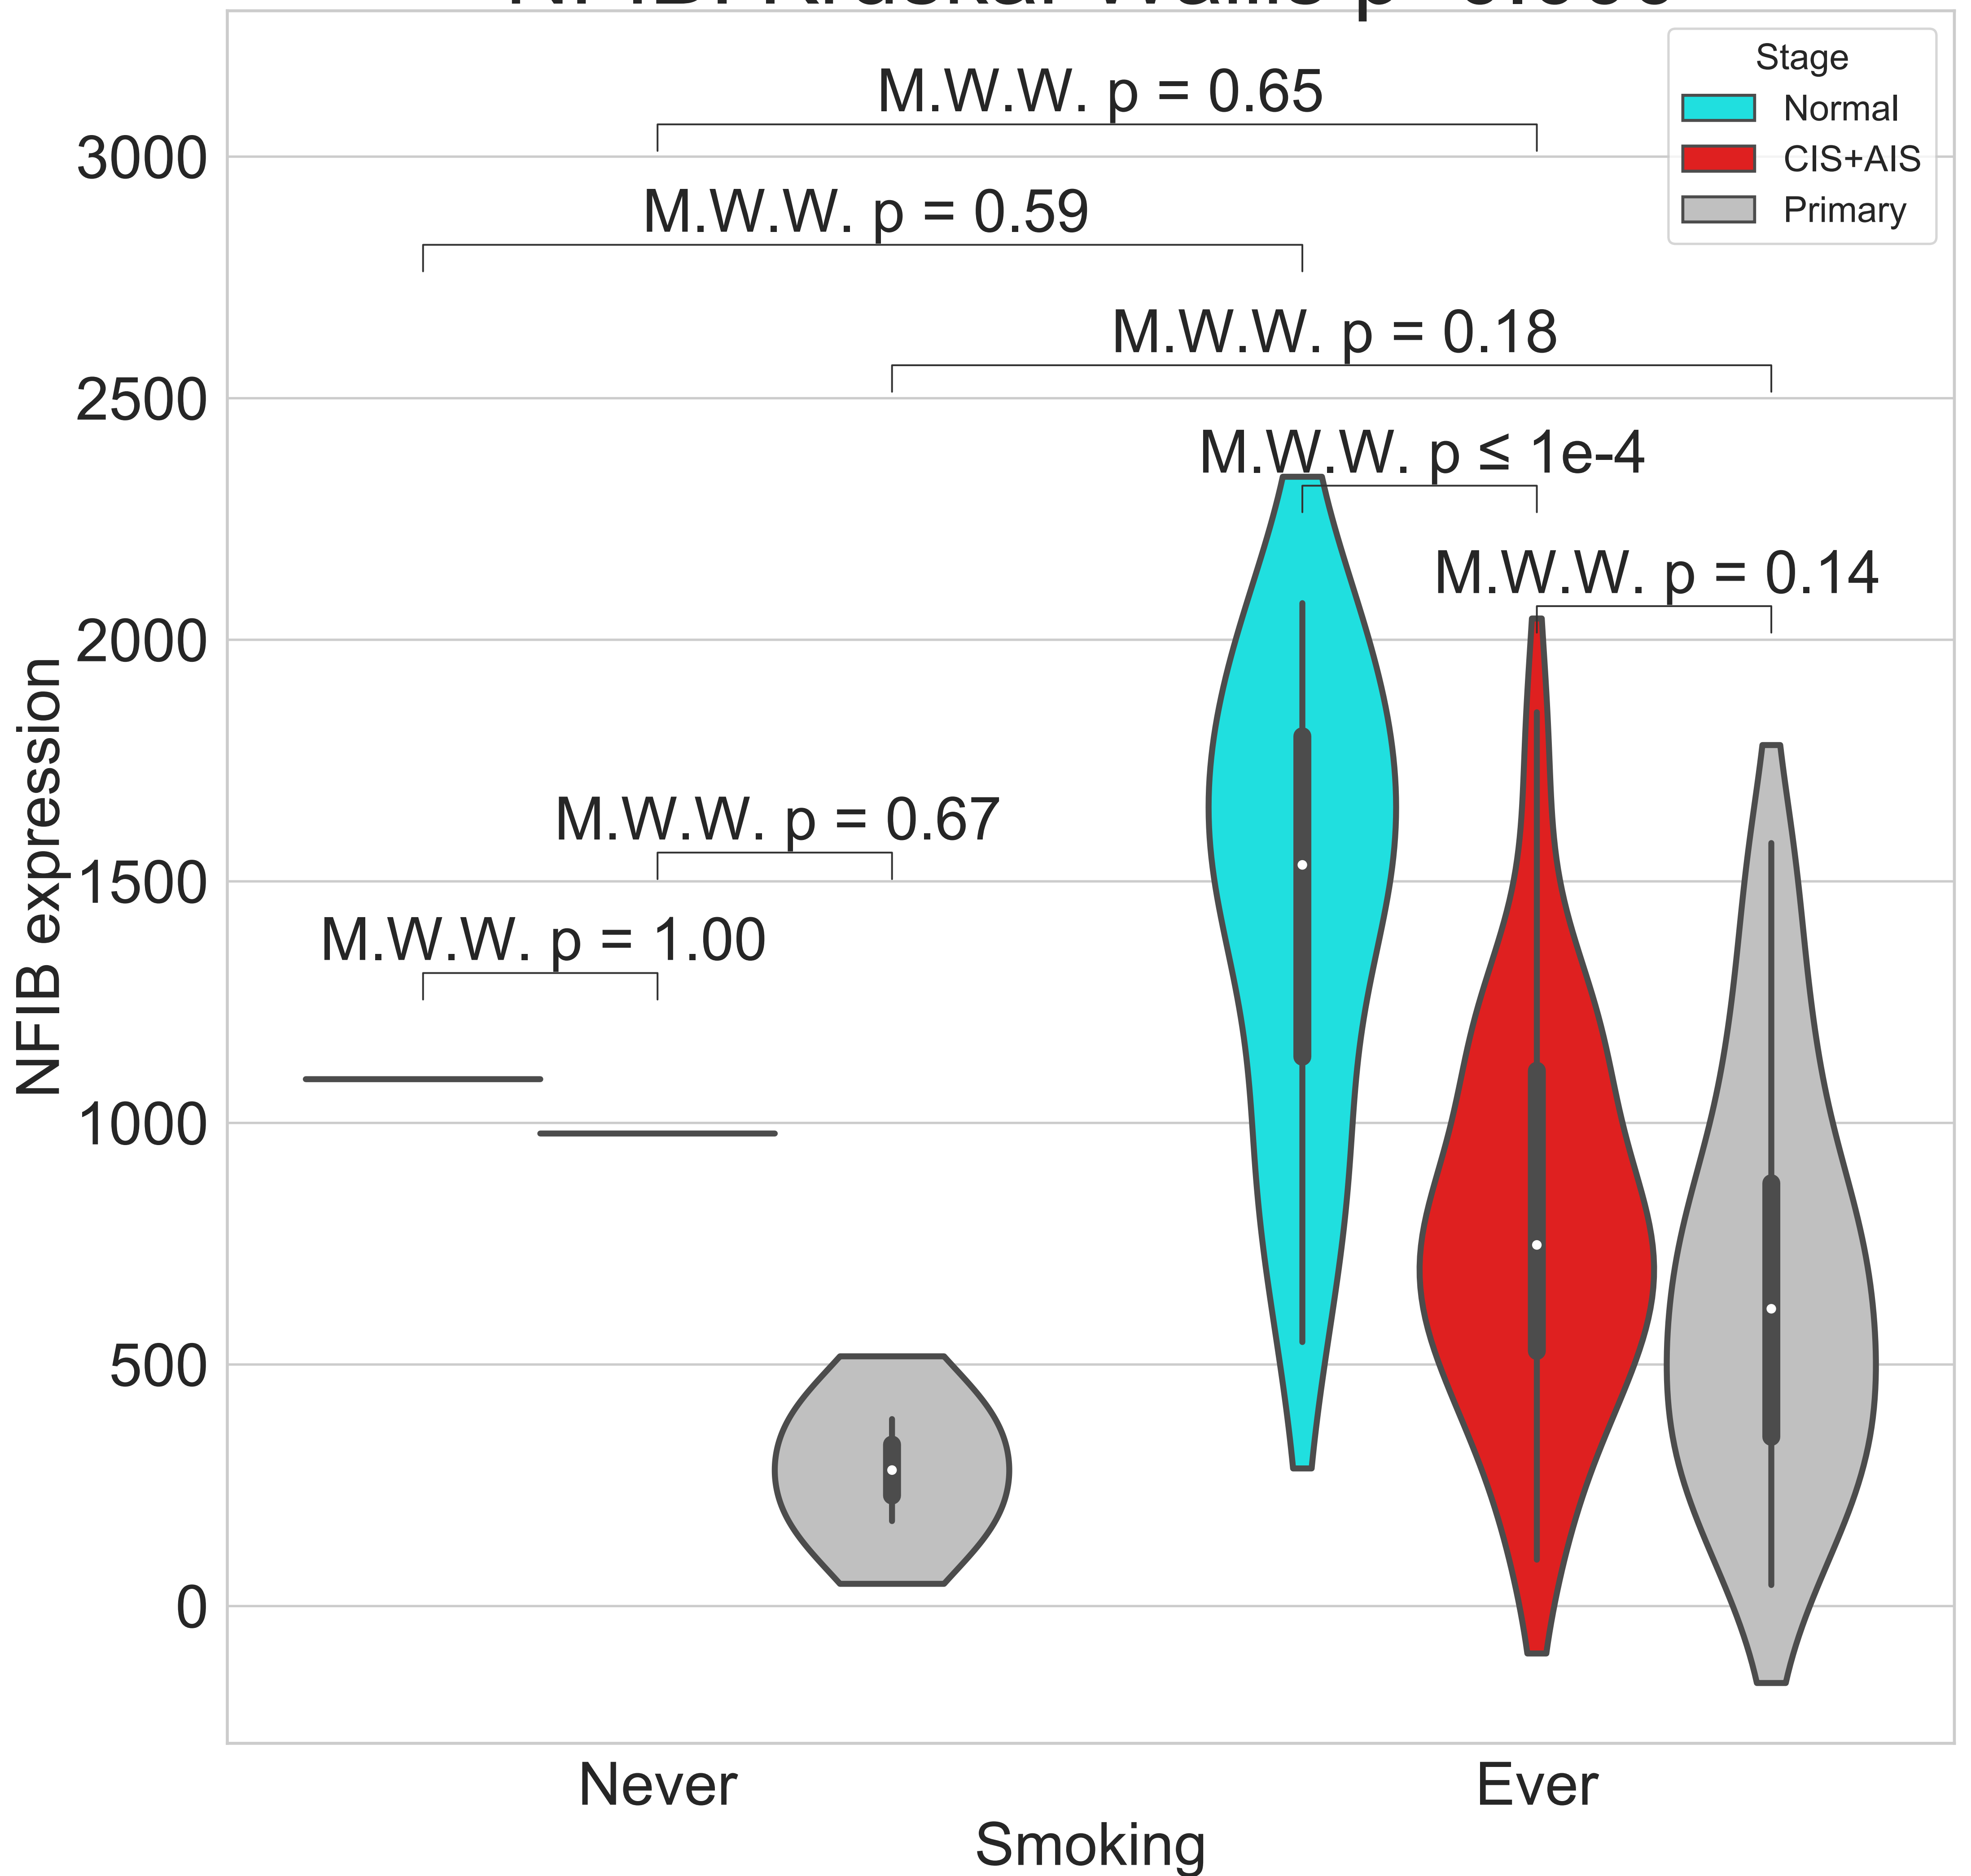 Stage
Normal
CIS+AIS
Primary
M.W.W. p = 0.65
M.W.W. p = 0.59
M.W.W. p = 0.18
M.W.W. p ≤ 1e-4
M.W.W. p = 0.14
M.W.W. p = 0.67
M.W.W. p = 1.00
3000
2500
2000
1500
1000
500
0
NFIB expression
Never
Ever
Smoking